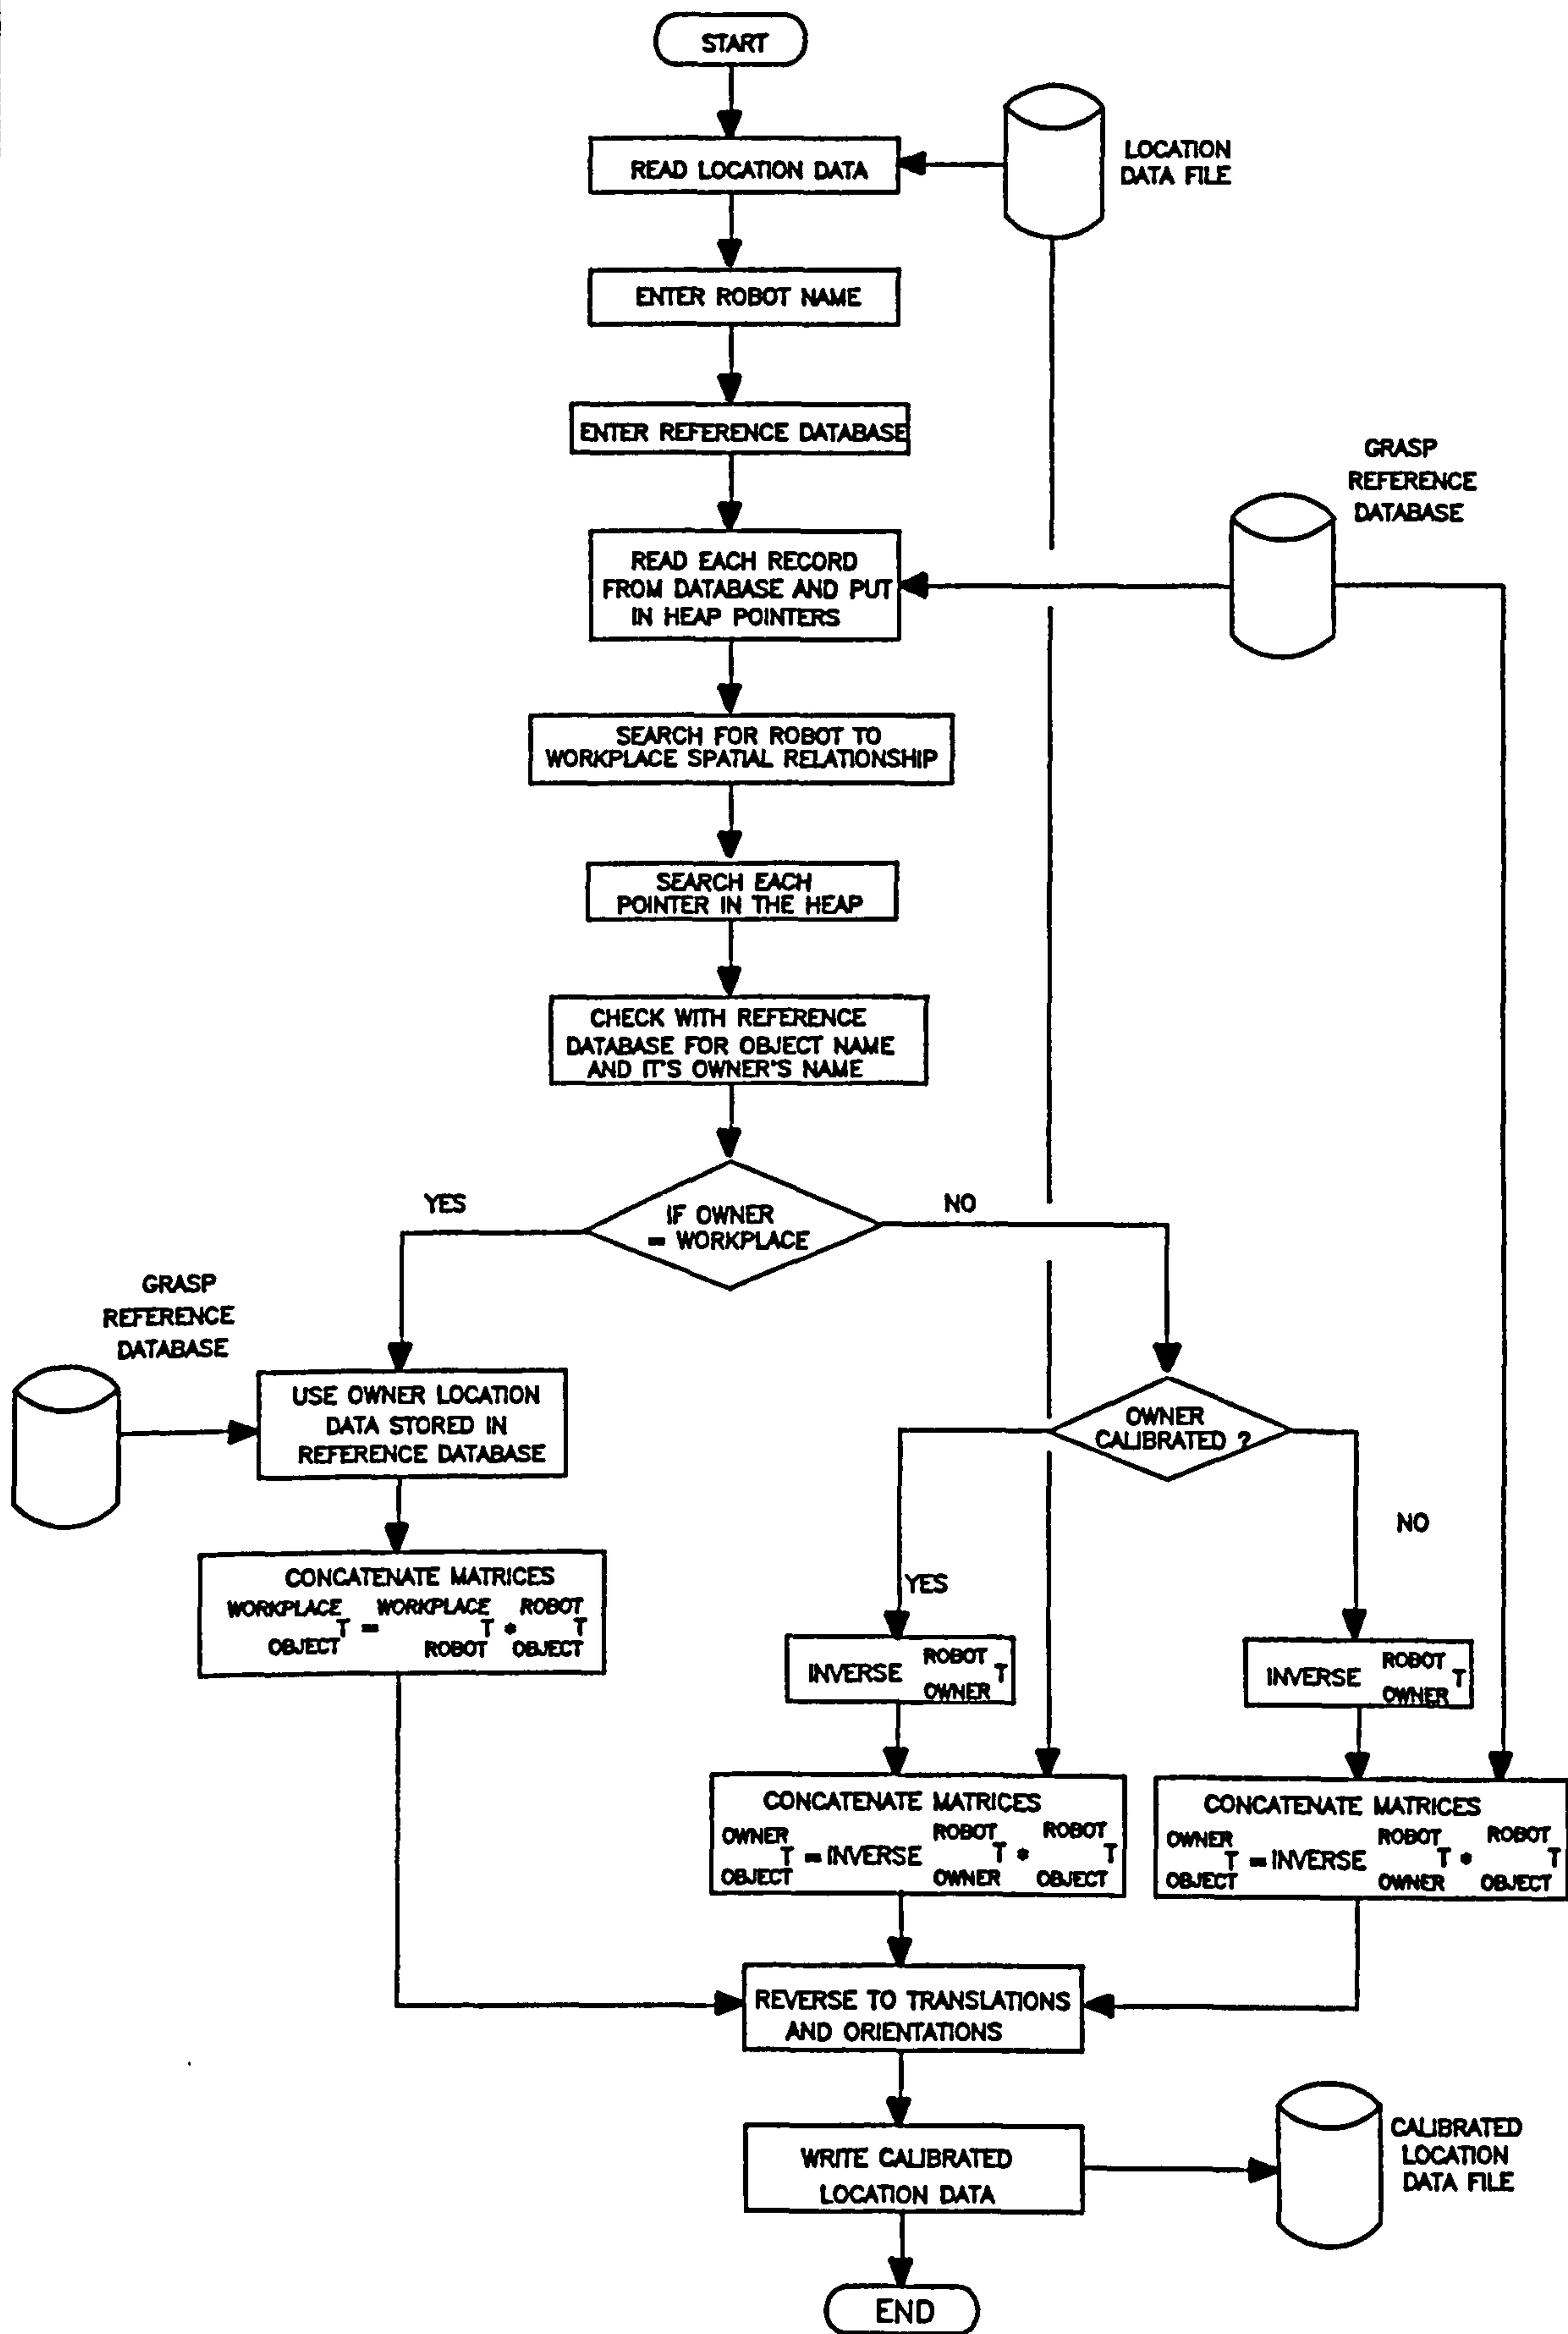 START
LOCATION
DATA FILE
READ LOCATION DATA
ENTER ROBOT NAME
ENTER REFERENCE DATABASE
GRASP
REFERENCE
DATABASE
READ EACH RECORD
FROM DATABASE AND PUT
IN HEAP POINTERS
SEARCH FOR ROBOT TO
WORKPLACE SPATIAL RELATIONSHIP
SEARCH EACH
POINTER IN THE HEAP
CHECK WITH REFERENCE
DATABASE FOR OBJECT NAME
AND IT'S OWNER'S NAME
YES
NO
IF OWNER
= WORKPLACE
GRASP
REFERENCE
DATABASE
USE OWNER LOCATION
DATA STORED IN
REFERENCE DATABASE
OWNER
CALIBRATED ?
NO
YES
CONCATENATE MATRICES
WORKPLACE WORKPLACE ROBOT
T = T * T
OBJECT ROBOT OBJECT
ROBOT
INVERSE T
OWNER
ROBOT
INVERSE T
OWNER
CONCATENATE MATRICES
OWNER ROBOT ROBOT
T = INVERSE T * T
OBJECT OWNER OBJECT
CONCATENATE MATRICES
OWNER ROBOT ROBOT
T = INVERSE T * T
OBJECT OWNER OBJECT
REVERSE TO TRANSLATIONS
AND ORIENTATIONS
WRITE CALIBRATED
LOCATION DATA
CALIBRATED
LOCATION
DATA FILE
END